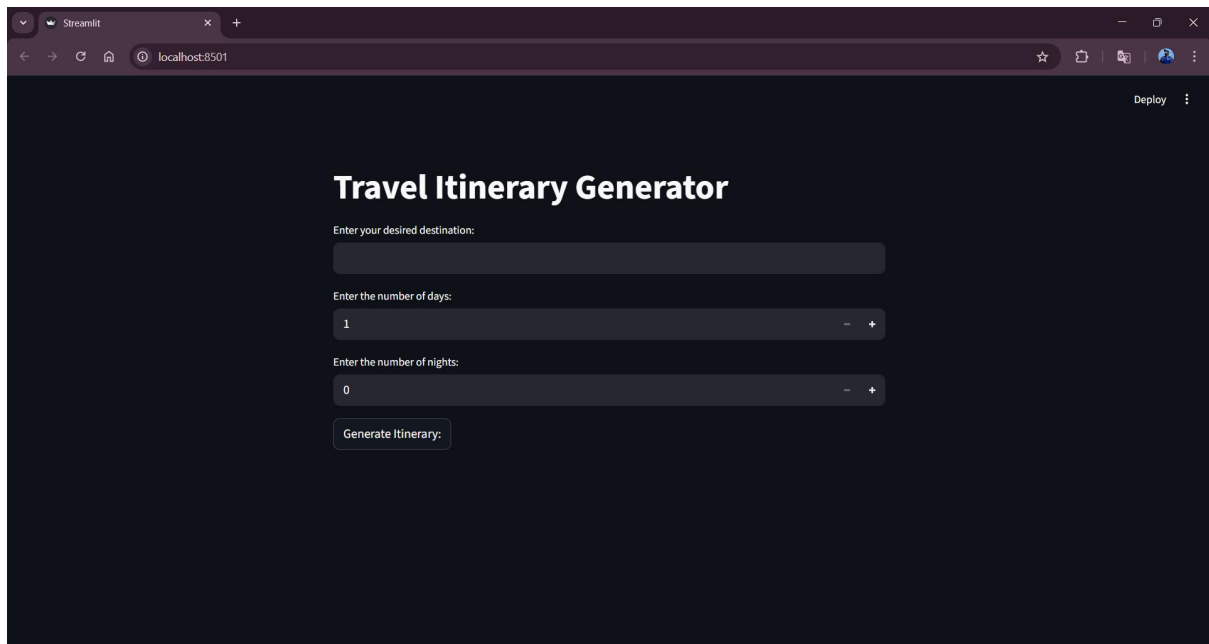 Streamlit
localhost:8501
Deploy
Travel Itinerary Generator
Enter your desired destination:
Enter the number of days:
1
Enter the number of nights:
0
Generate Itinerary: